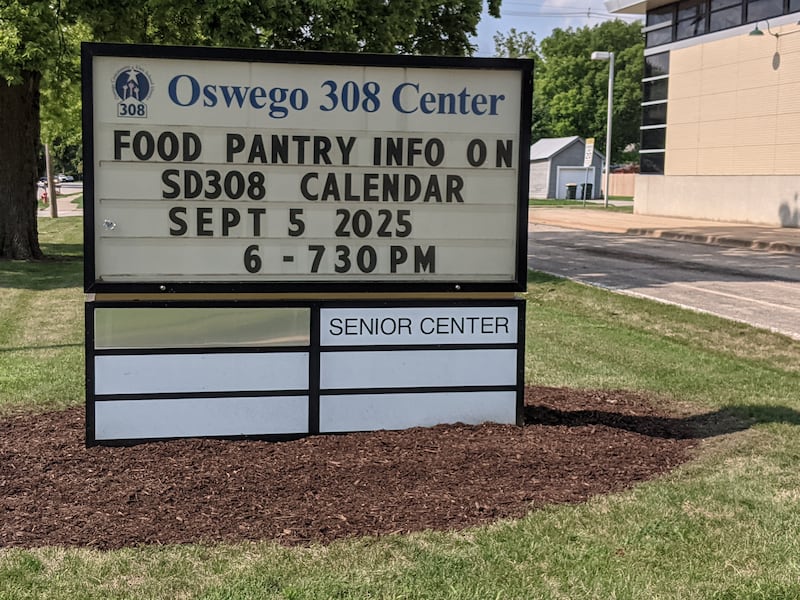 308
Oswego 308 Center
FOOD PANTRY INFO ON
SD308 CALENDAR
SEPT 5 2025
6 - 730 PM
SENIOR CENTER